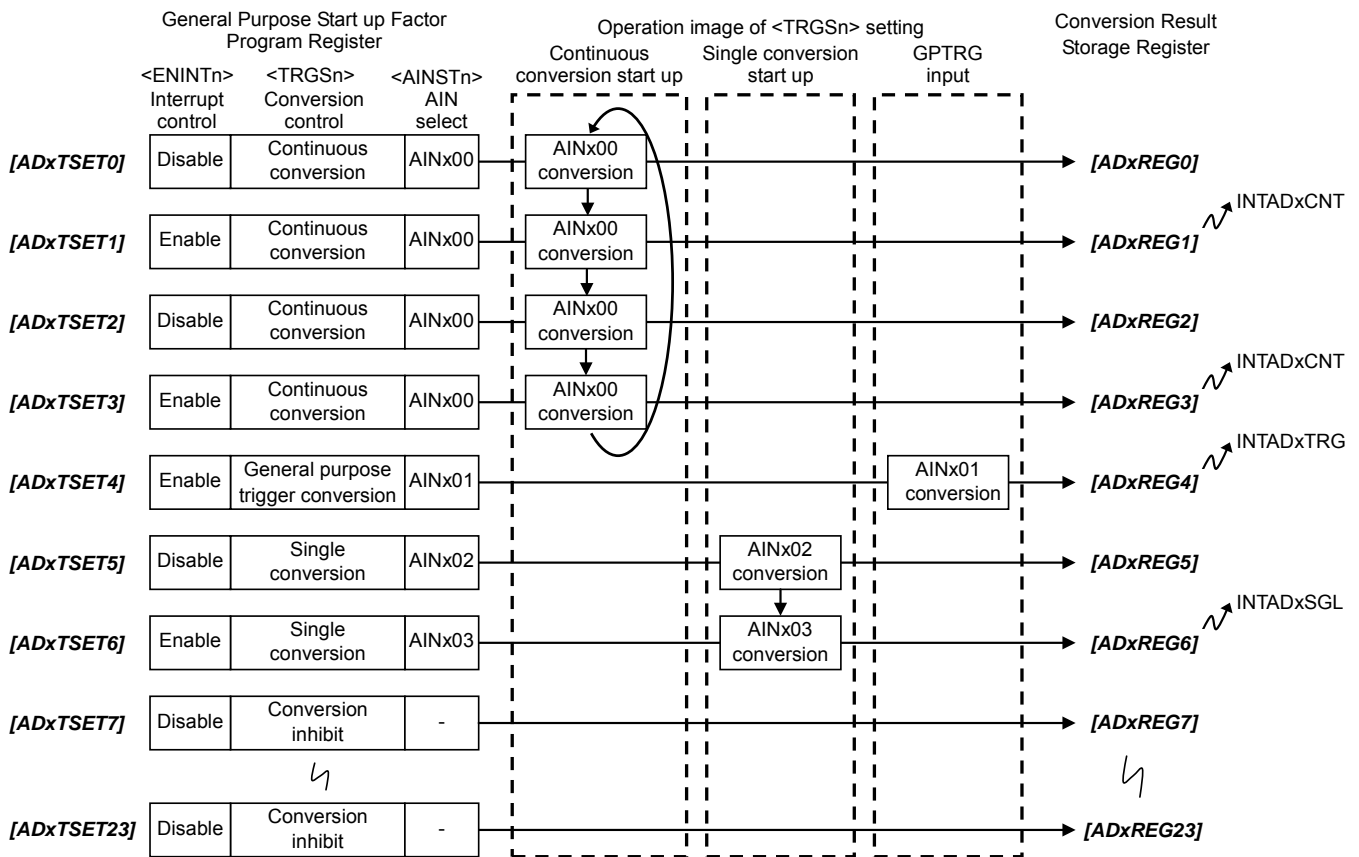 General Purpose Start up Factor
Program Register
Operation image of <TRGSn> setting
Conversion Result
Storage Register
<ENINTn>
Interrupt
control
<TRGSn>
Conversion
control
<AINSTn>
AIN
select
Continuous
conversion start up
Single conversion
start up
GPTRG
input
[ADxTSET0] Disable Continuous
conversion AINx00 AINx00
conversion [ADxREG0]
[ADxTSET1] Enable Continuous
conversion AINx00 AINx00
conversion [ADxREG1] INTADxCNT
[ADxTSET2] Disable Continuous
conversion AINx00 AINx00
conversion [ADxREG2]
[ADxTSET3] Enable Continuous
conversion AINx00 AINx00
conversion [ADxREG3] INTADxCNT
[ADxTSET4] Enable General purpose
trigger conversion AINx01 AINx01
conversion [ADxREG4] INTADxTRG
[ADxTSET5] Disable Single
conversion AINx02 AINx02
conversion [ADxREG5]
[ADxTSET6] Enable Single
conversion AINx03 AINx03
conversion [ADxREG6] INTADxSGL
[ADxTSET7] Disable Conversion
inhibit - [ADxREG7]
[ADxTSET23] Disable Conversion
inhibit - [ADxREG23]